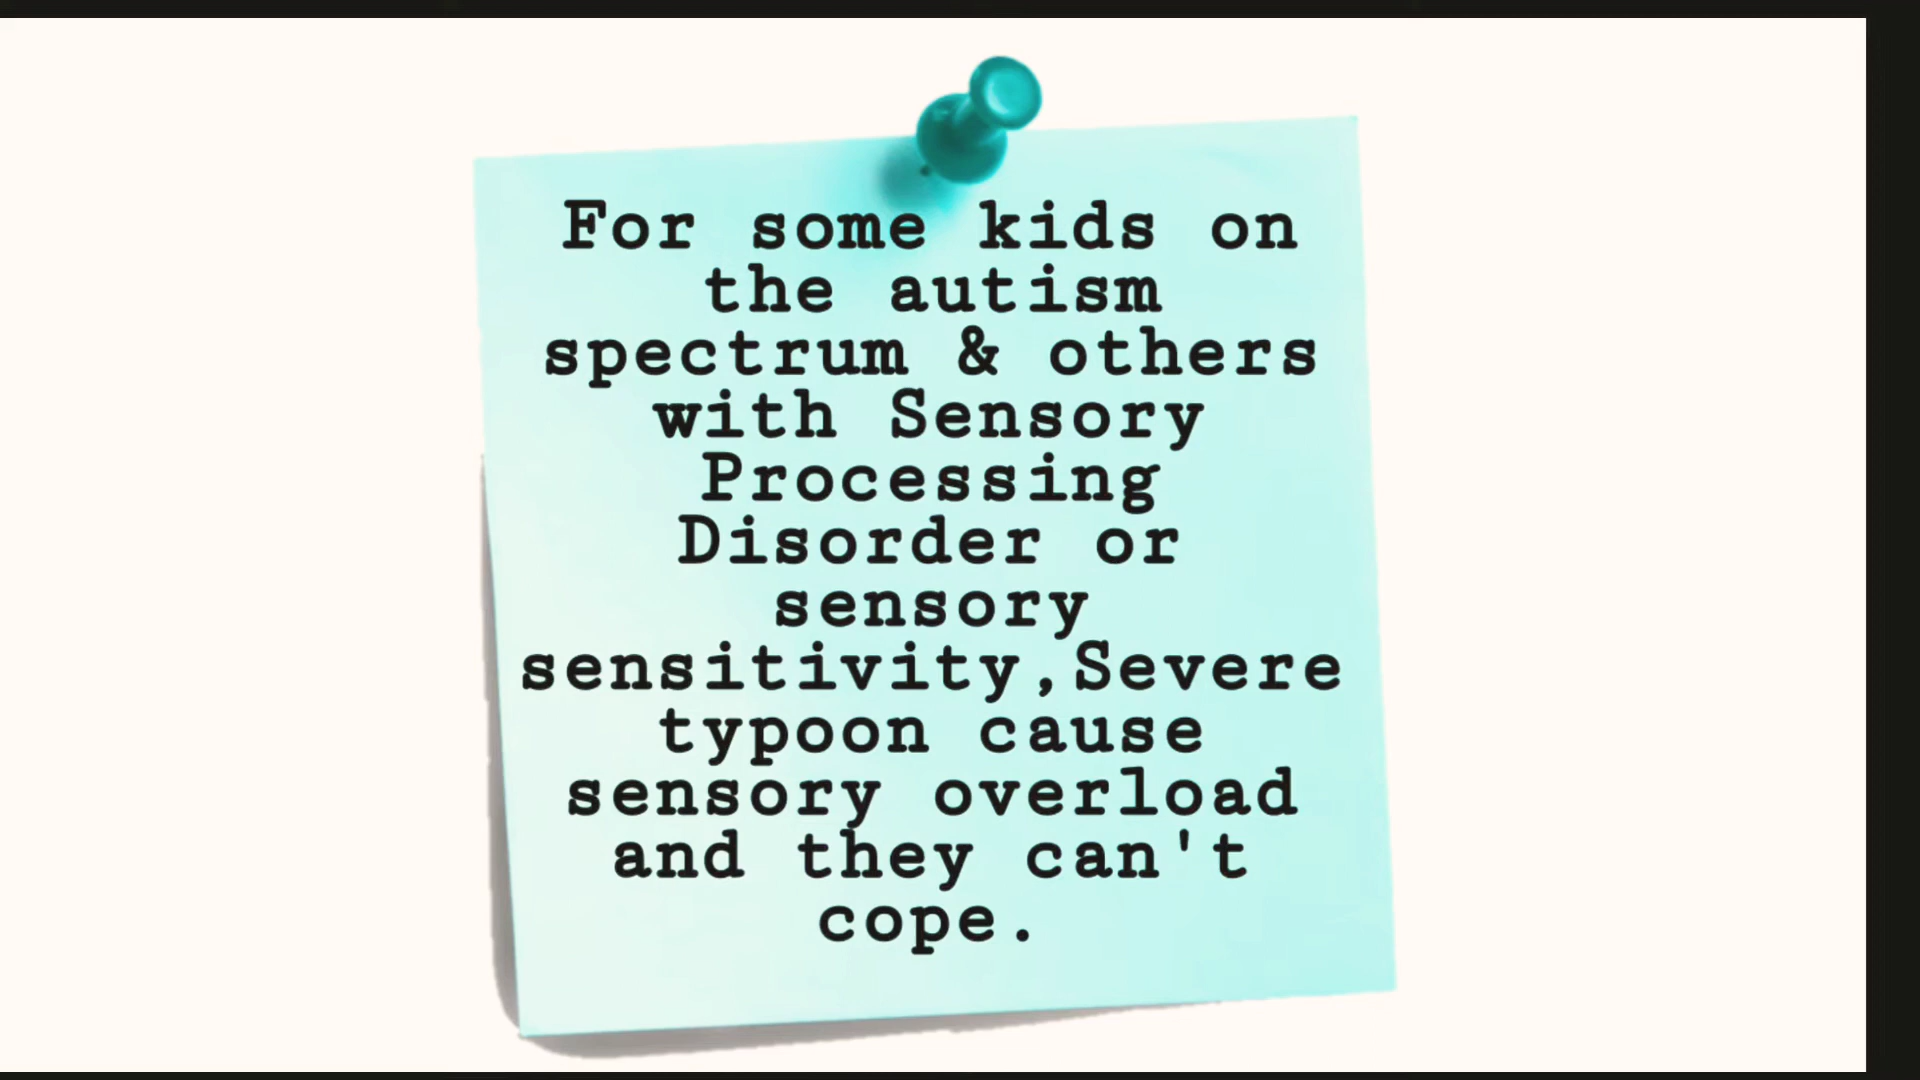 For some kids on
the autism
spectrum & others
with Sensory
Processing
Disorder or
sensory
sensitivity,Severe
typoon cause
sensory overload
and they can't
cope.